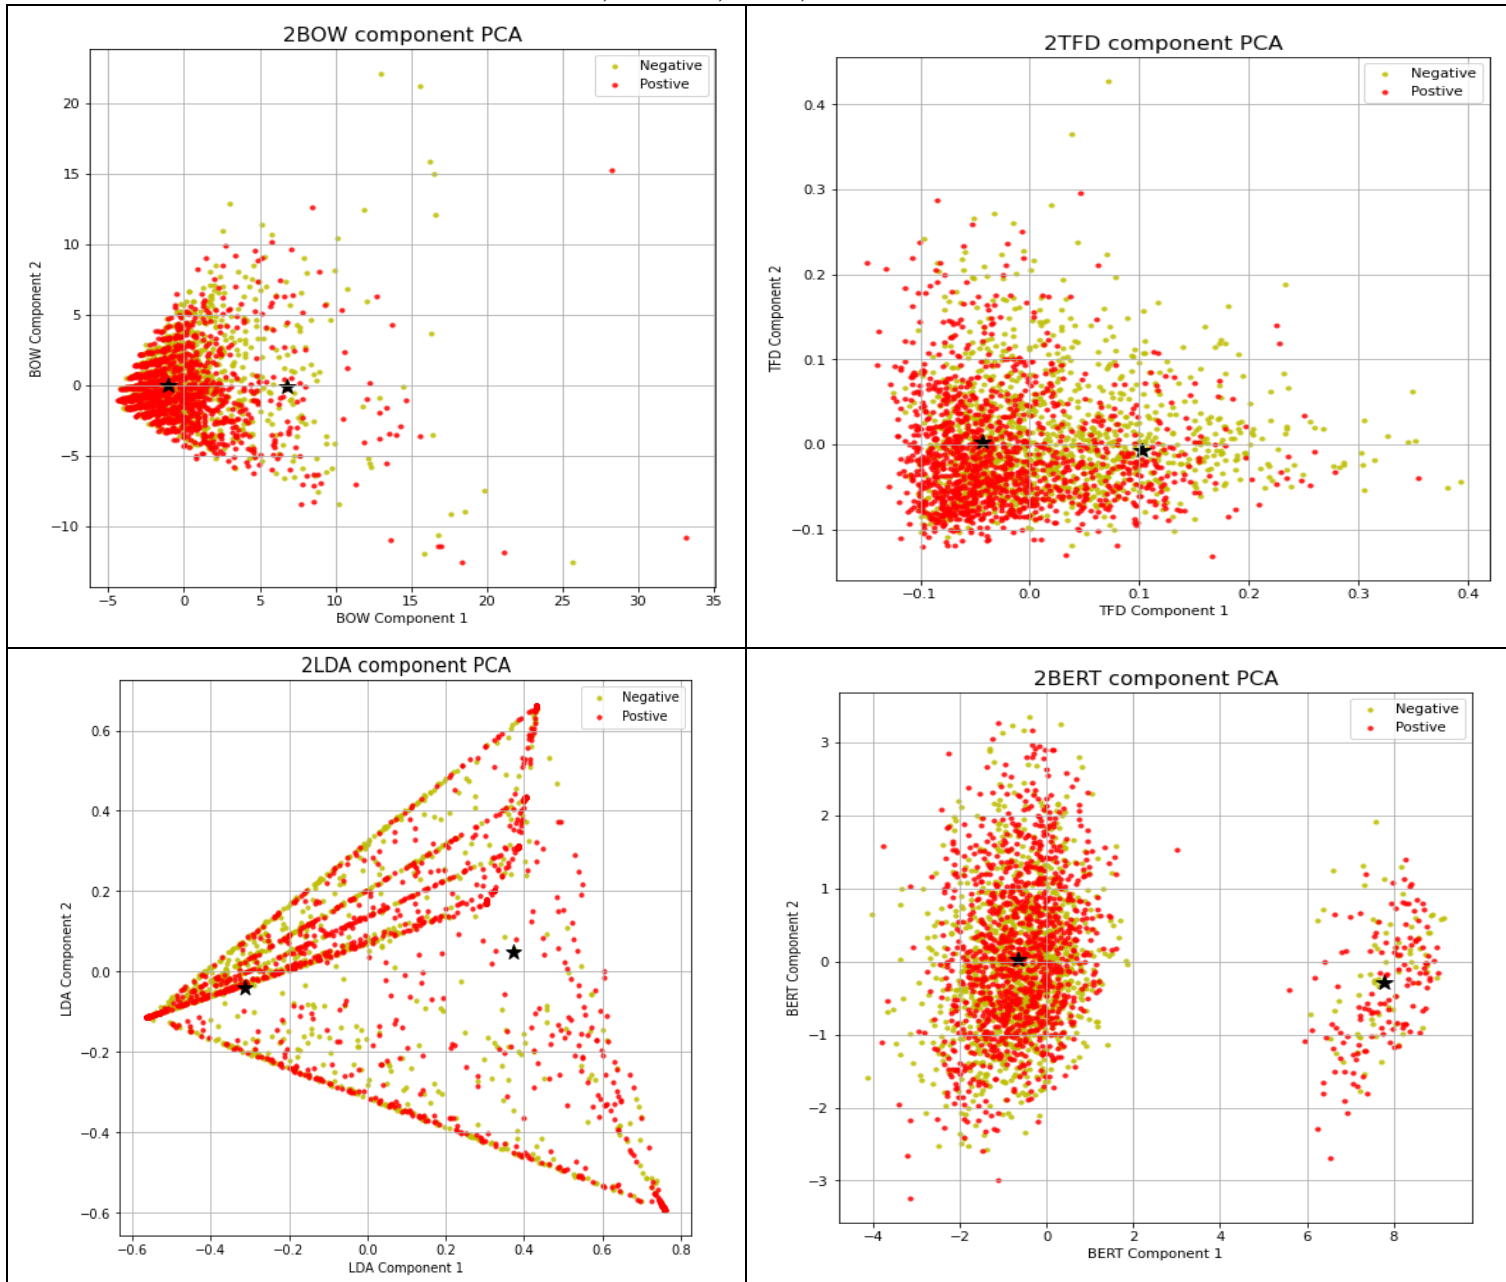 2BOW component PCA
Negative
Postive
20
15
10
5
0
−5
−10
BOW Component 2
−5 0 5 10 15 20 25 30 35
BOW Component 1
2TFD component PCA
Negative
Postive
0.4
0.3
0.2
0.1
0.0
−0.1
TFD Component 2
−0.1 0.0 0.1 0.2 0.3 0.4
TFD Component 1
2LDA component PCA
Negative
Postive
0.6
0.4
0.2
0.0
−0.2
−0.4
−0.6
LDA Component 2
−0.6 −0.4 −0.2 0.0 0.2 0.4 0.6 0.8
LDA Component 1
2BERT component PCA
Negative
Postive
3
2
1
0
−1
−2
−3
BERT Component 2
−4 −2 0 2 4 6 8
BERT Component 1